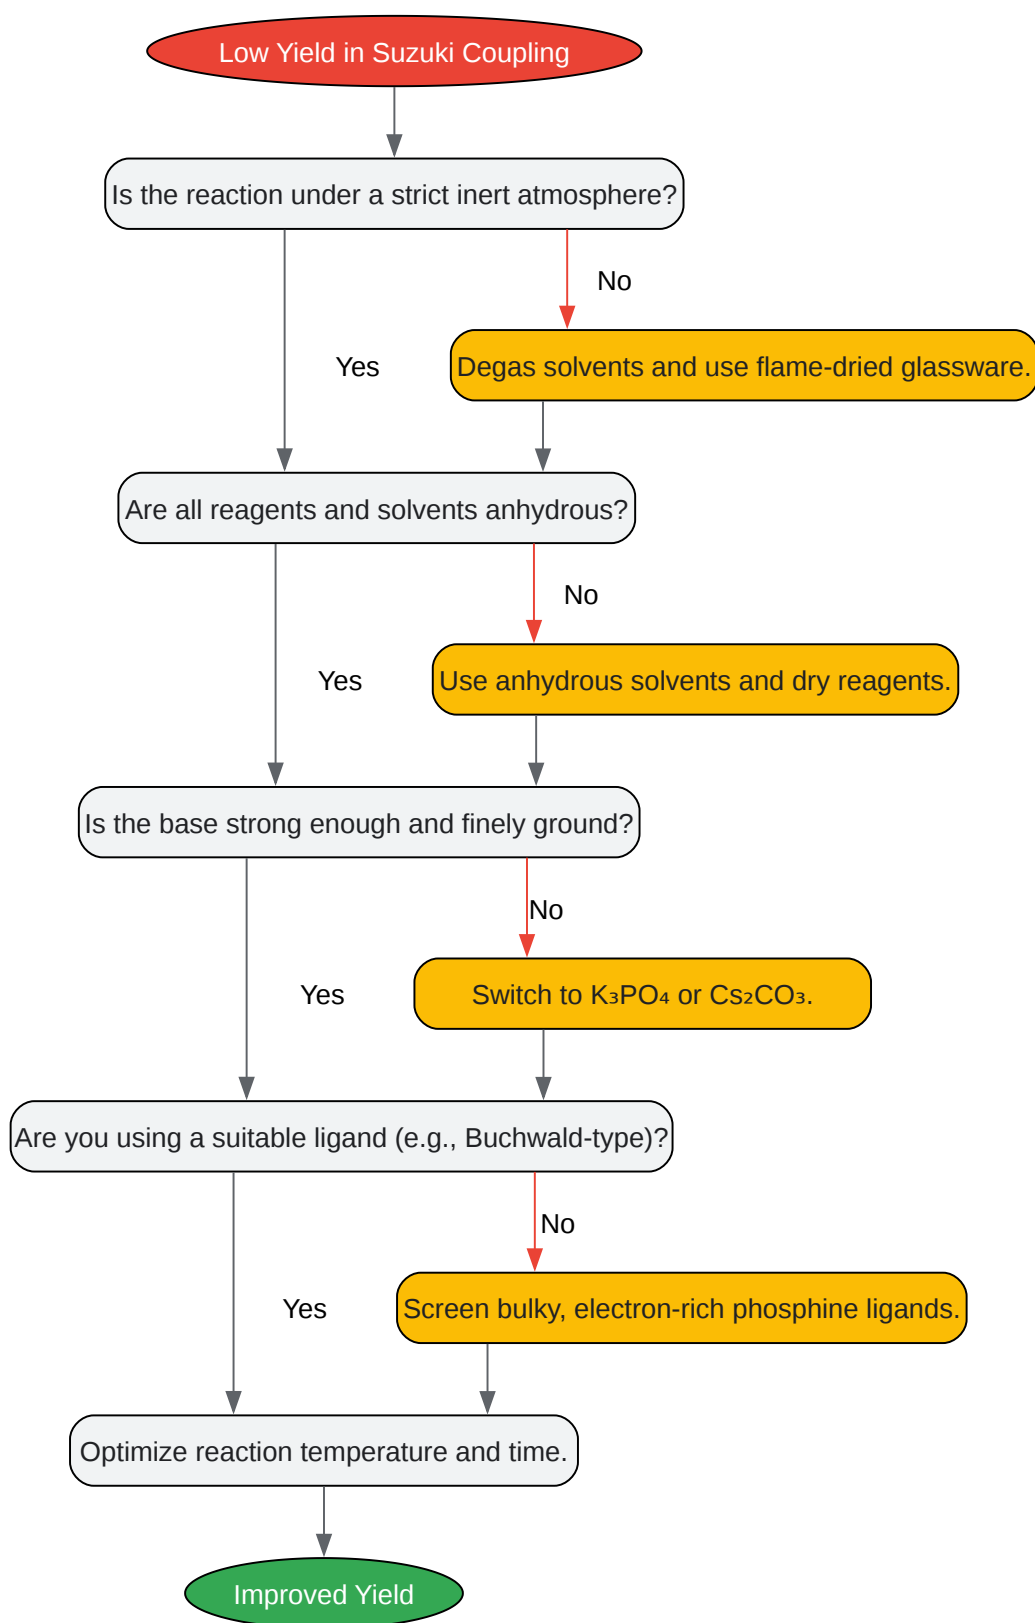 Low Yield in Suzuki Coupling
Is the reaction under a strict inert atmosphere?
No
Yes
Degas solvents and use flame-dried glassware.
Are all reagents and solvents anhydrous?
No
Yes
Use anhydrous solvents and dry reagents.
Is the base strong enough and finely ground?
No
Yes
Switch to K₃PO₄ or Cs₂CO₃.
Are you using a suitable ligand (e.g., Buchwald-type)?
No
Yes
Screen bulky, electron-rich phosphine ligands.
Optimize reaction temperature and time.
Improved Yield